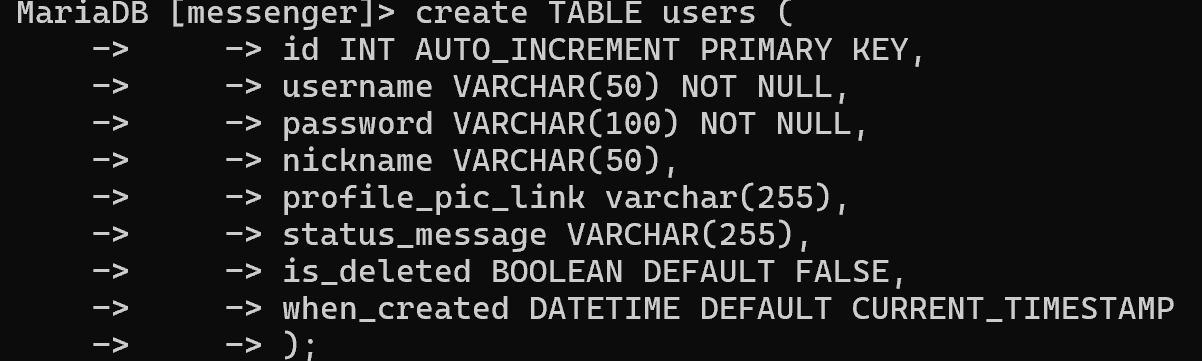 MariaDB [messenger]> create TABLE users (
-> -> id INT AUTO_INCREMENT PRIMARY KEY,
-> -> username VARCHAR(50) NOT NULL,
-> -> password VARCHAR(100) NOT NULL,
-> -> nickname VARCHAR(50),
-> -> profile_pic_link varchar(255),
-> -> status_message VARCHAR(255),
-> -> is_deleted BOOLEAN DEFAULT FALSE,
-> -> when_created DATETIME DEFAULT CURRENT_TIMESTAMP
-> -> );